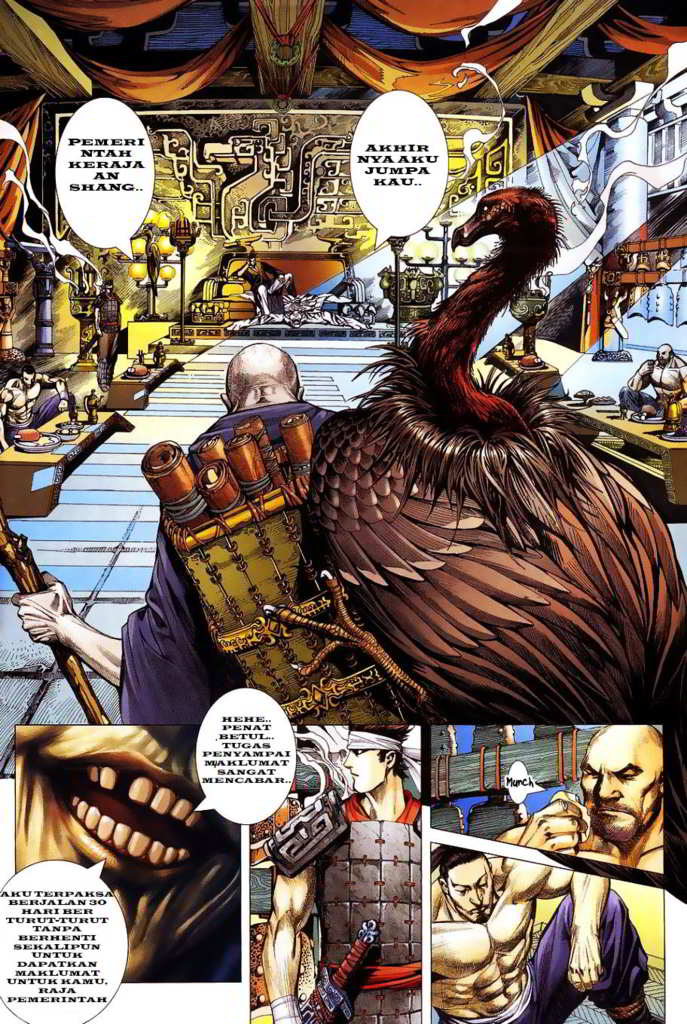 PEMERI
NTAH
KERAJA
AN
SHANG..
AKHIR
NYA AKU
JUMPA
KAU..
HEHE..
PENAT
BETUL..
TUGAS
PENYAMPAI
MAKLUMAT
SANGAT
MENCABAR..
AKU TERPAKSA
BERJALAN 30
HARI BER
TURUT-TURUT
TANPA
BERHENTI
SEKALIPUN
UNTUK
DAPATKAN
MAKLUMAT
UNTUK KAMU,
RAJA
PEMERINTAH
Munch